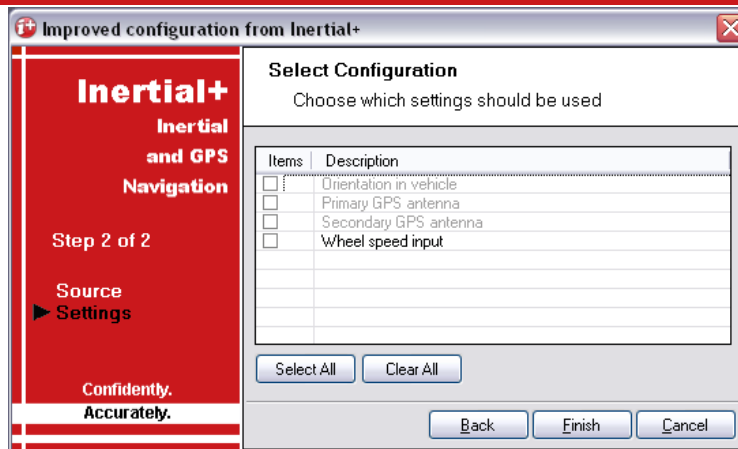 Improved configuration from Inertial+
Inertial+
Inertial
and GPS
Navigation
Step 2 of 2
Source
Settings
Confidently.
Accurately.
Select Configuration
Choose which settings should be used
Items Description
Orientation in vehicle
Primary GPS antenna
Secondary GPS antenna
Wheel speed input
Select All Clear All
Back Finish Cancel